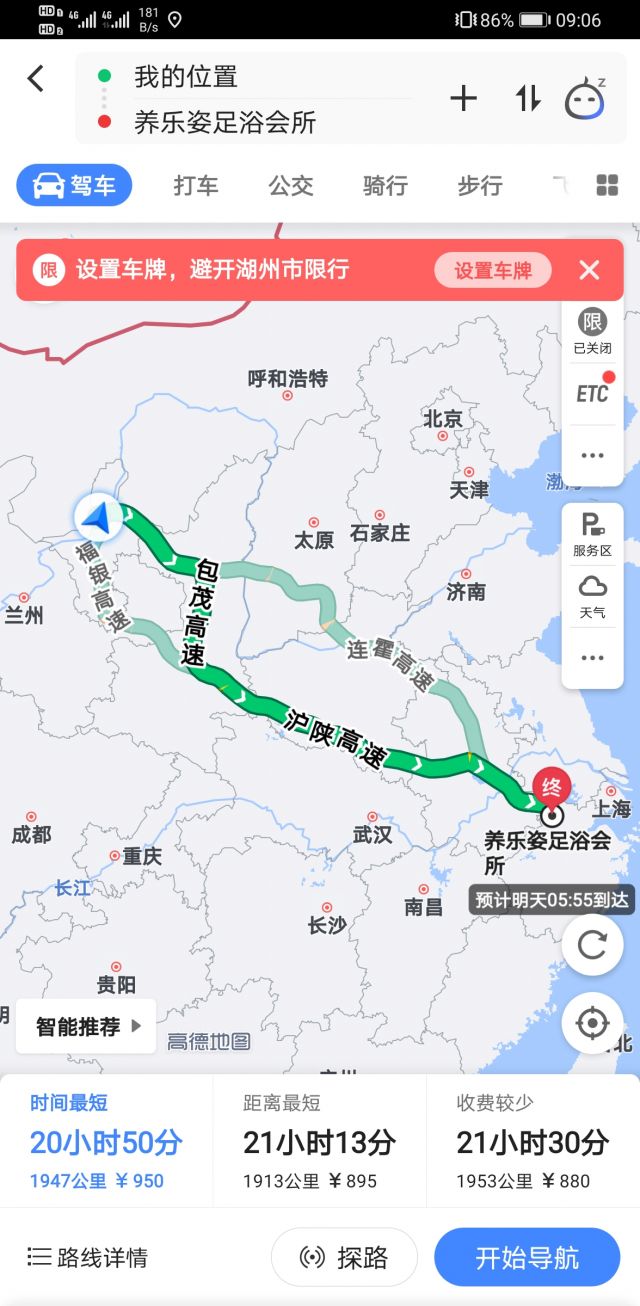 HD 1
HD 2
4G
4G
181
B/s
86%
09:06
我的位置
养乐姿足浴会所
z
驾车
打车
公交
骑行
步行
限
设置车牌，避开湖州市限行
设置车牌
限
已关闭
ETC
服务区
天气
呼和浩特
北京
天津
渤海
太原
石家庄
济南
兰州
福银高速
包茂高速
连霍高速
沪陕高速
终
养乐姿足浴会
所
上海
成都
重庆
武汉
长江
南昌
长沙
贵阳
预计明天05:55到达
智能推荐
高德地图
北
时间最短
20小时50分
1947公里 ￥950
距离最短
21小时13分
1913公里 ￥895
收费较少
21小时30分
1953公里 ￥880
路线详情
探路
开始导航